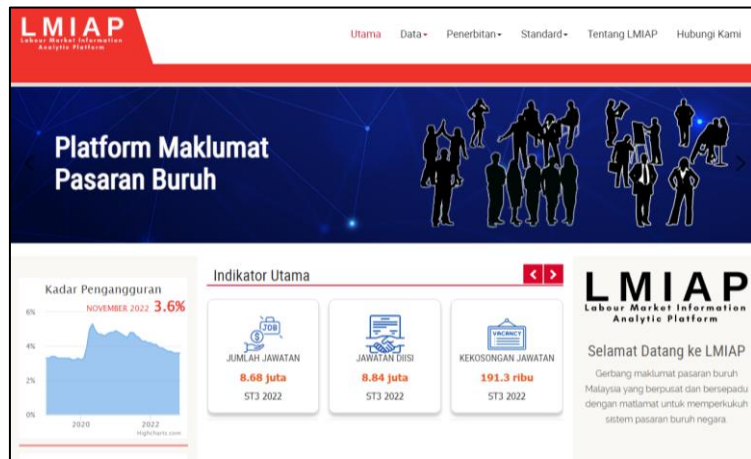 LMIAP
Labour Market Information
Analytic Platform
Utama Data Penerbitan Standard Tentang LMIAP Hubungi Kami
Platform Maklumat
Pasaran Buruh
Kadar Pengangguran
NOVEMBER 2022 3.6%
6%
4%
2%
0%
2020 2022
Highcharts.com
Indikator Utama
JOB
JUMLAH JAWATAN
8.68 juta
ST3 2022
JAWATAN DIISI
8.84 juta
ST3 2022
VACANCY
KEKOSONGAN JAWATAN
191.3 ribu
ST3 2022
LMIAP
Labour Market Information
Analytic Platform
Selamat Datang ke LMIAP
Gerbang maklumat pasaran buruh
Malaysia yang berpusat dan bersepadu
dengan matlamat untuk memperkukuh
sistem pasaran buruh negara.